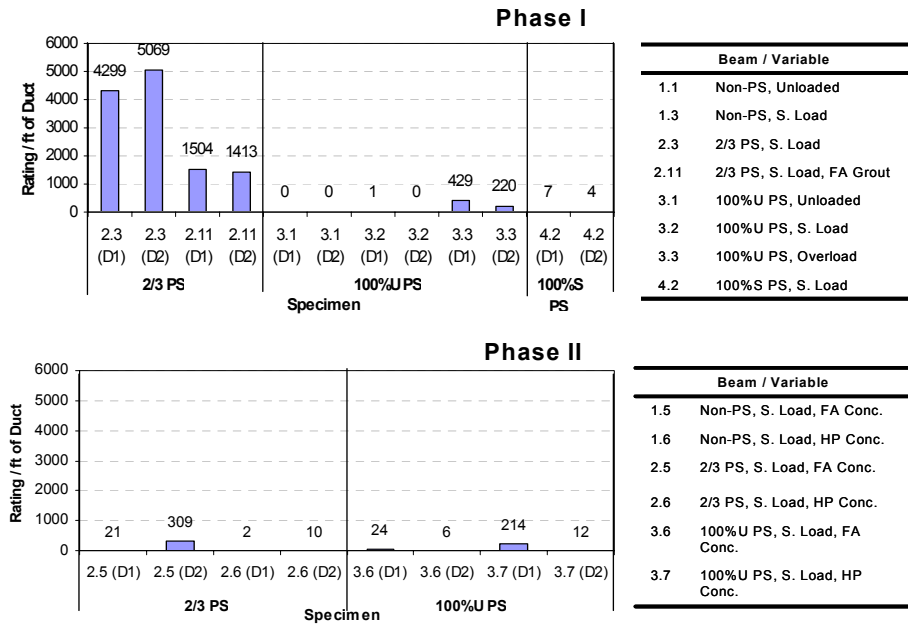 Phase I
Rating / ft of Duct
6000
5000
4000
3000
2000
1000
0
4299
5069
1504
1413
0
0
1
0
429
220
7
4
2.3 (D1)
2.3 (D2)
2.11 (D1)
2.11 (D2)
3.1 (D1)
3.1 (D2)
3.2 (D1)
3.2 (D2)
3.3 (D1)
3.3 (D2)
4.2 (D1)
4.2 (D2)
2/3 PS
100%U PS
100%S PS
Specimen
Beam / Variable
1.1 Non-PS, Unloaded
1.3 Non-PS, S. Load
2.3 2/3 PS, S. Load
2.11 2/3 PS, S. Load, FA Grout
3.1 100%U PS, Unloaded
3.2 100%U PS, S. Load
3.3 100%U PS, Overload
4.2 100%S PS, S. Load
Phase II
Rating / ft of Duct
6000
5000
4000
3000
2000
1000
0
21
309
2
10
24
6
214
12
2.5 (D1)
2.5 (D2)
2.6 (D1)
2.6 (D2)
3.6 (D1)
3.6 (D2)
3.7 (D1)
3.7 (D2)
2/3 PS
100%U PS
Specimen
Beam / Variable
1.5 Non-PS, S. Load, FA Conc.
1.6 Non-PS, S. Load, HP Conc.
2.5 2/3 PS, S. Load, FA Conc.
2.6 2/3 PS, S. Load, HP Conc.
3.6 100%U PS, S. Load, FA
Conc.
3.7 100%U PS, S. Load, HP
Conc.